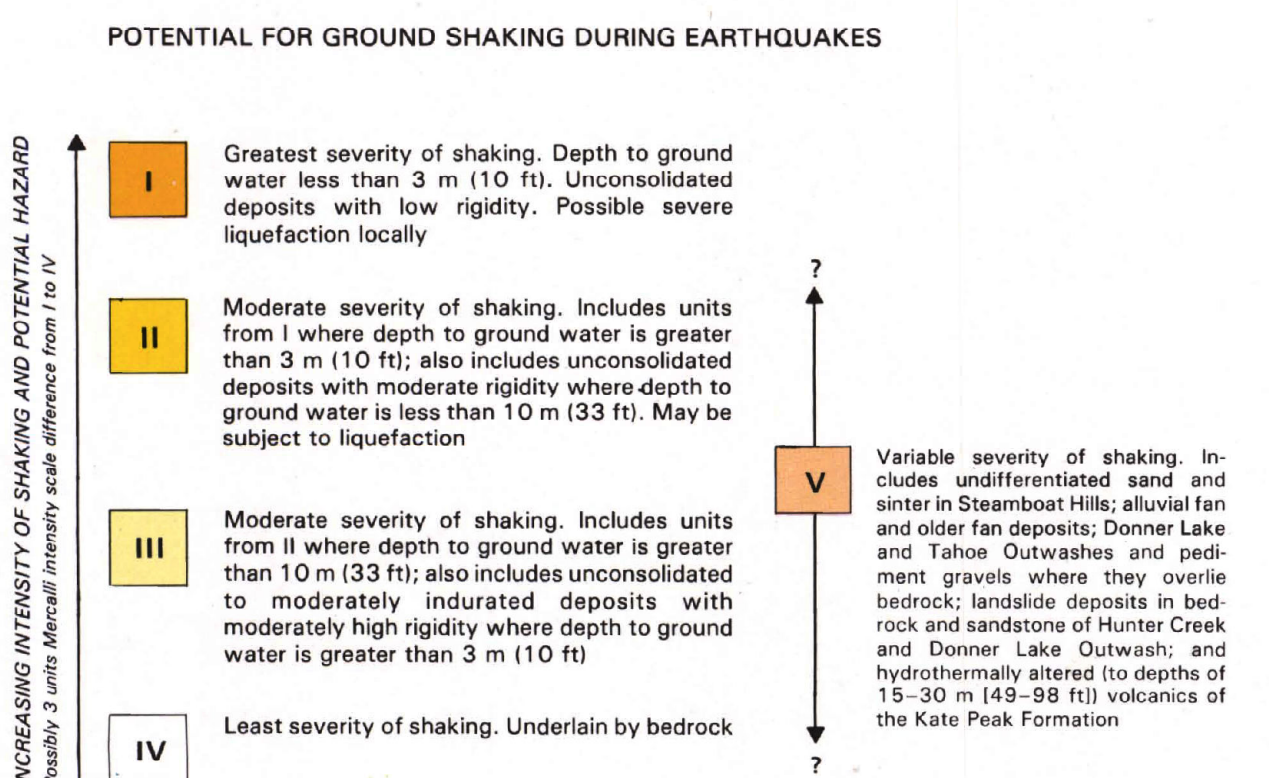 POTENTIAL FOR GROUND SHAKING DURING EARTHQUAKES
NCREASING INTENSITY OF SHAKING AND POTENTIAL HAZARD
ossibly 3 units Mercalli intensity scale difference from I to IV
I
Greatest severity of shaking. Depth to ground
water less than 3 m (10 ft). Unconsolidated
deposits with low rigidity. Possible severe
liquefaction locally
II
Moderate severity of shaking. Includes units
from I where depth to ground water is greater
than 3 m (10 ft); also includes unconsolidated
deposits with moderate rigidity where depth to
ground water is less than 10 m (33 ft). May be
subject to liquefaction
III
Moderate severity of shaking. Includes units
from II where depth to ground water is greater
than 10 m (33 ft); also includes unconsolidated
to moderately indurated deposits with
moderately high rigidity where depth to ground
water is greater than 3 m (10 ft)
IV
Least severity of shaking. Underlain by bedrock
?
V
Variable severity of shaking. In-
cludes undifferentiated sand and
sinter in Steamboat Hills; alluvial fan
and older fan deposits; Donner Lake
and Tahoe Outwashes and pedi-
ment gravels where they overlie
bedrock; landslide deposits in bed-
rock and sandstone of Hunter Creek
and Donner Lake Outwash; and
hydrothermally altered (to depths of
15–30 m [49–98 ft]) volcanics of
the Kate Peak Formation
?